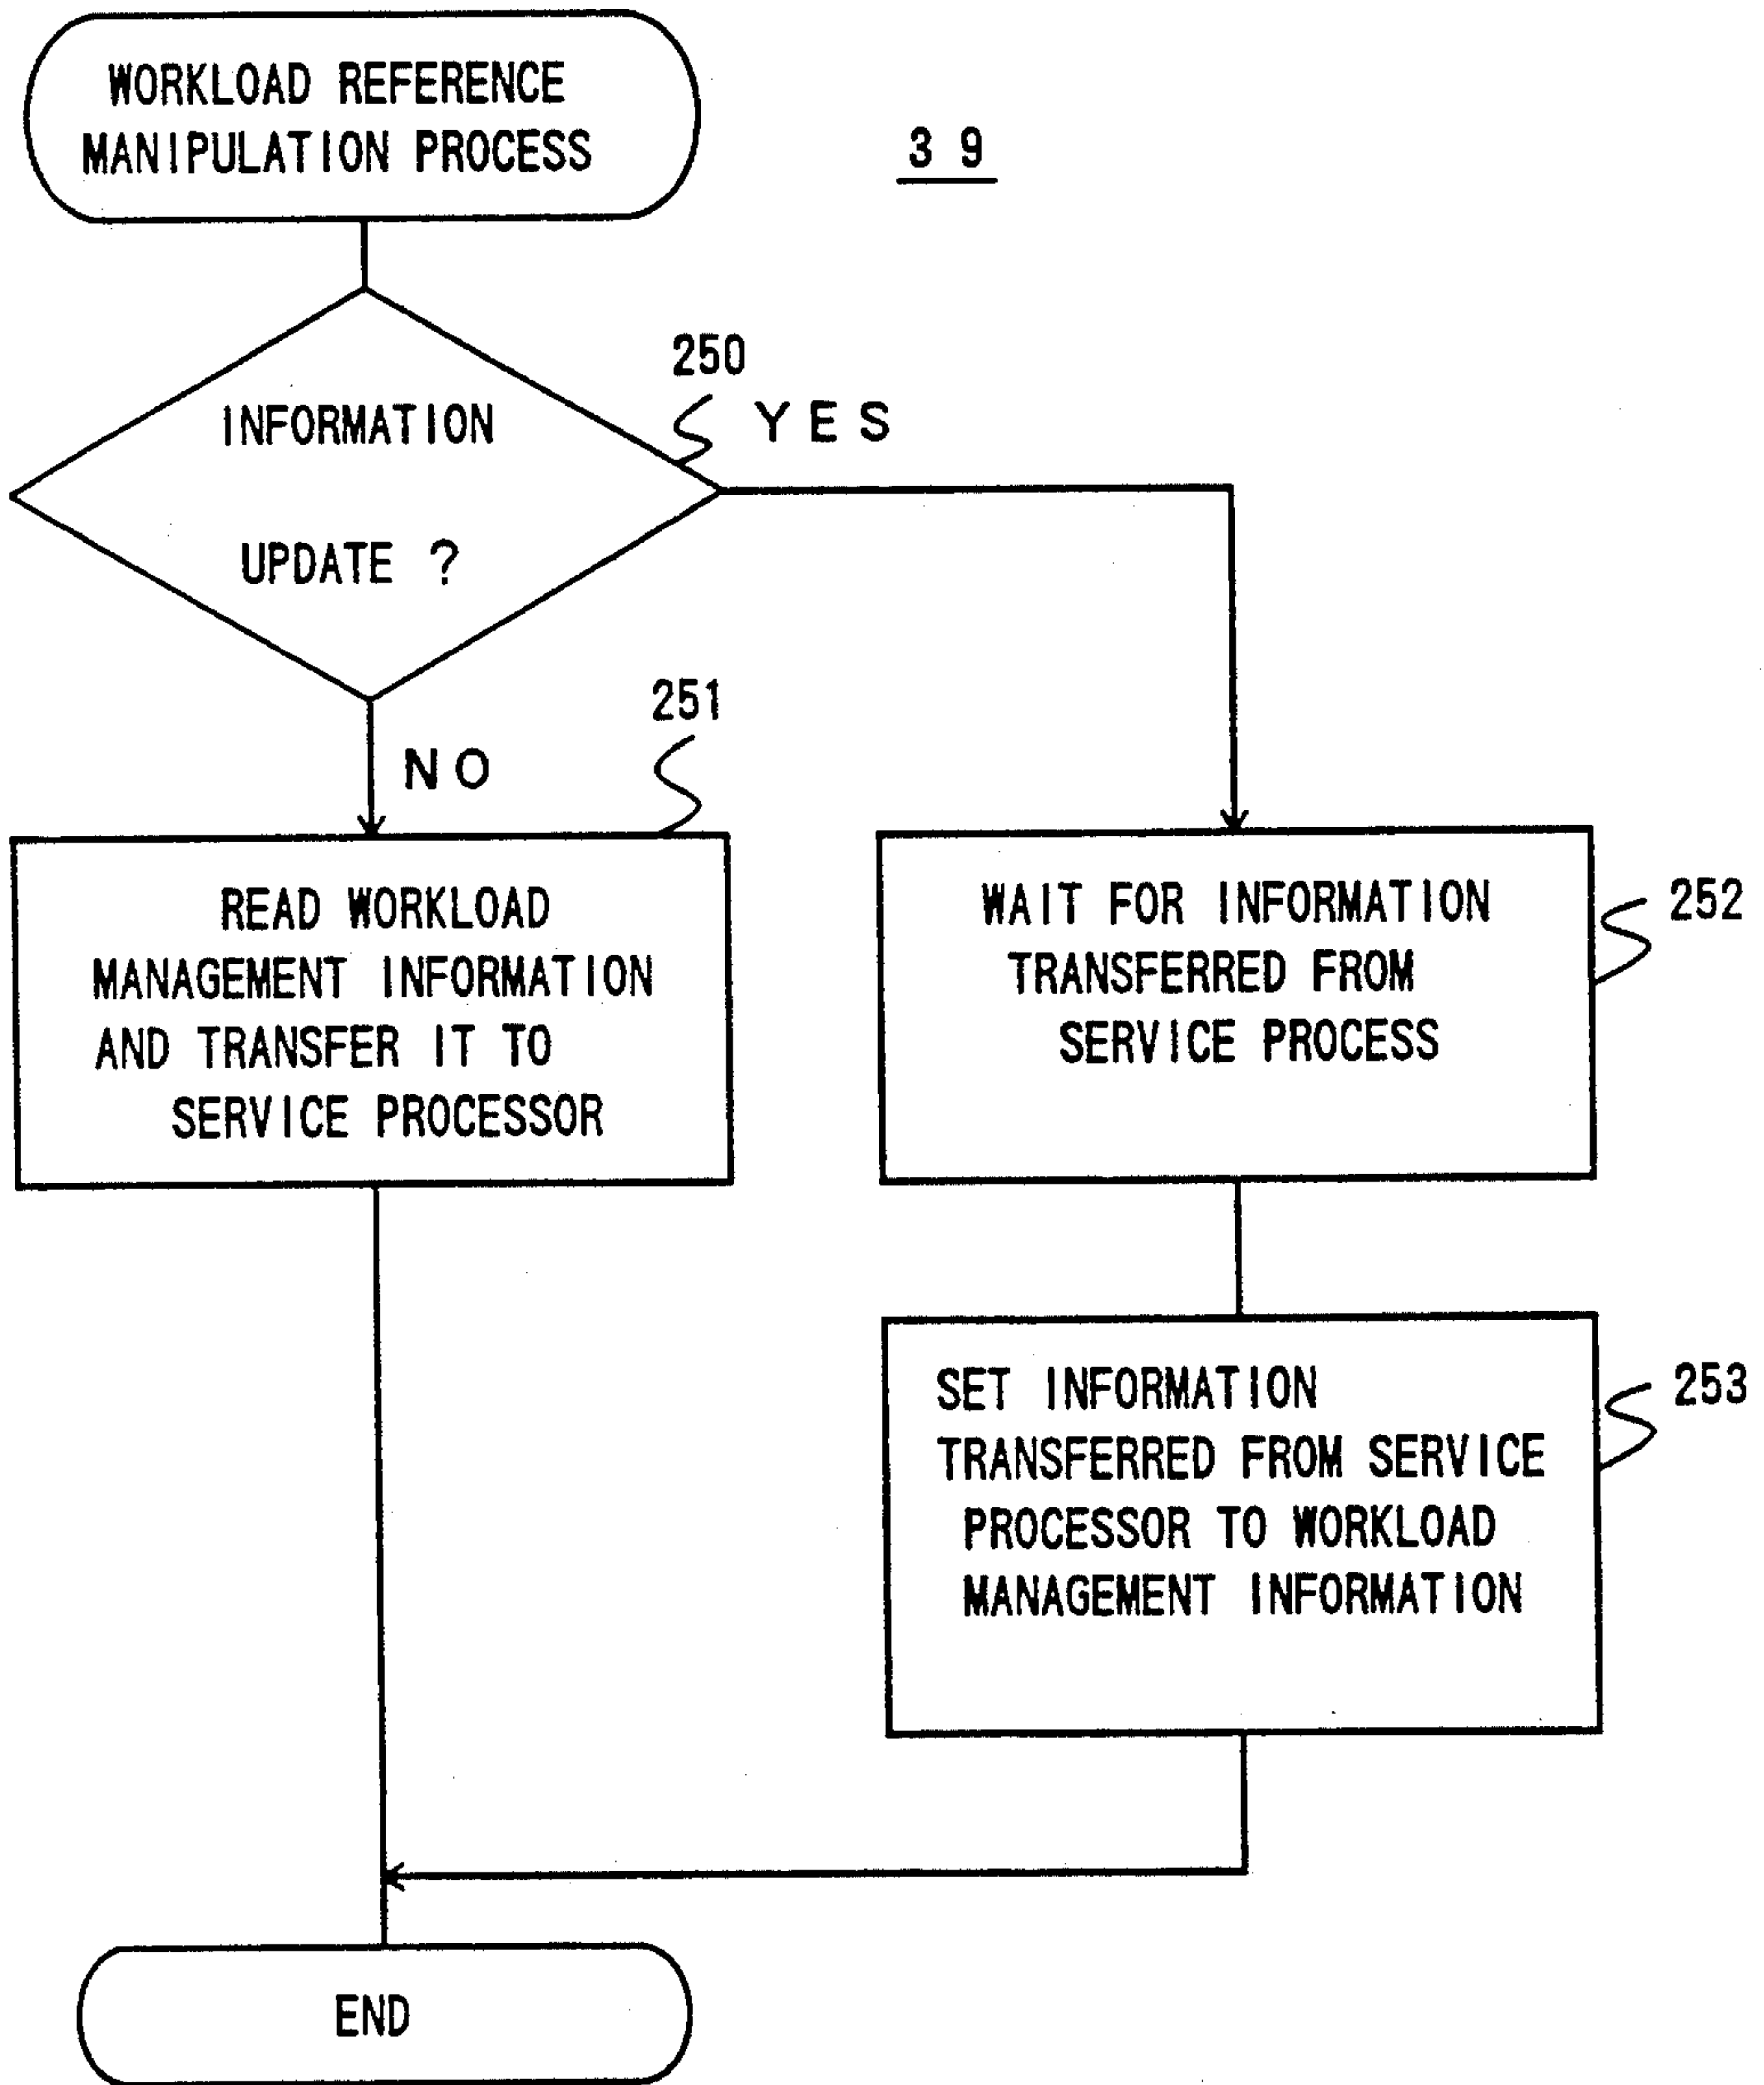 WORKLOAD REFERENCE
MANIPULATION PROCESS
39
250
INFORMATION
UPDATE ?
YES
251
NO
READ WORKLOAD
MANAGEMENT INFORMATION
AND TRANSFER IT TO
SERVICE PROCESSOR
WAIT FOR INFORMATION
TRANSFERRED FROM
SERVICE PROCESS
252
SET INFORMATION
TRANSFERRED FROM SERVICE
PROCESSOR TO WORKLOAD
MANAGEMENT INFORMATION
253
END